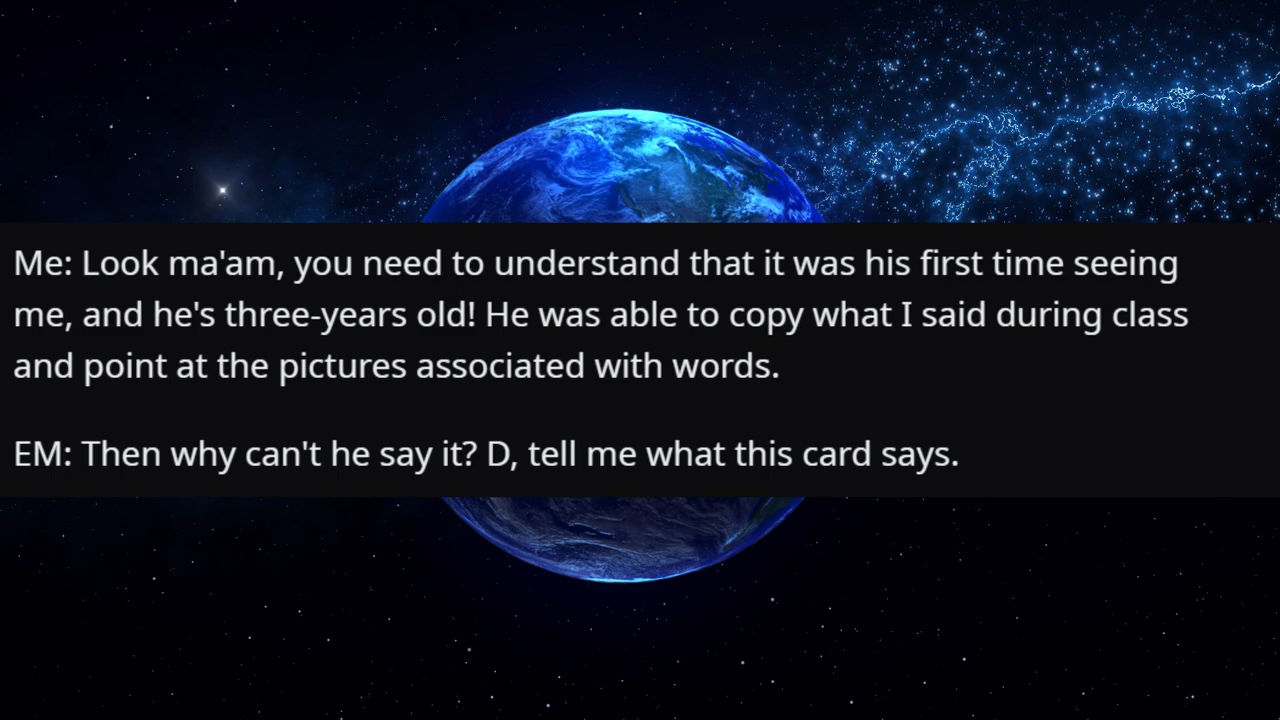 Me: Look ma'am, you need to understand that it was his first time seeing
me, and he's three-years old! He was able to copy what I said during class
and point at the pictures associated with words.
EM: Then why can't he say it? D, tell me what this card says.